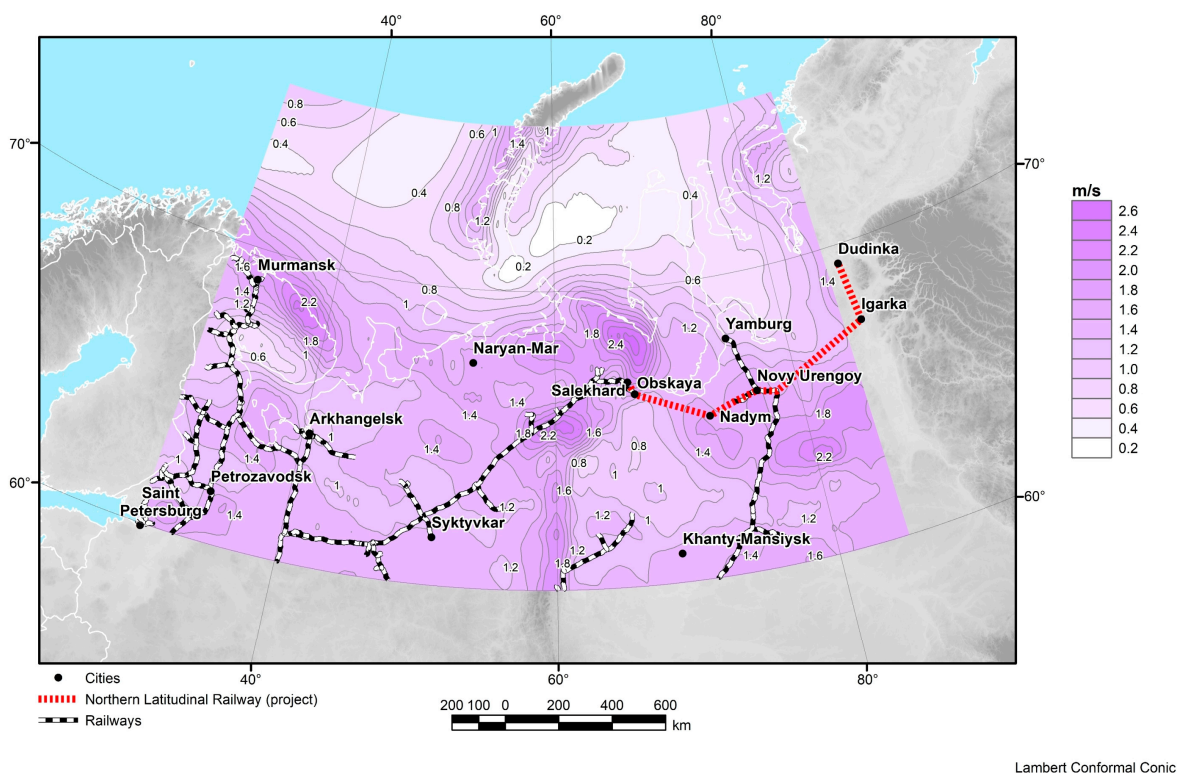 40° 60° 80°
0.8
0.6 0.6 1 1
0.4 1.4
70° 70°
0.4 0.4 1.2
0.8
1.2
0.2
1.6 0.2 Dudinka
Murmansk 0.6 1.4
1.4 0.8
1.2 2.2 1 Igarka
1.8 1.8 1.2 Yamburg
0.6 1 2.4
Naryan-Mar
Salekhard Obskaya Novy Urengoy
1.4 1.4 Nadym 1.8
Arkhangelsk
1 1.8 2.2 1.6 0.8 1.4 2.2
1.4 1.4
1 0.8 1
Petrozavodsk
60° Saint 1 1.6 1 60°
Petersburg 1.4 1.2 1.2 1 1.2
Syktyvkar
Khanty-Mansiysk
1.2 1.2 1.4 1.6
1.8
40° 60° 80°
m/s
2.6
2.4
2.2
2.0
1.8
1.6
1.4
1.2
1.0
0.8
0.6
0.4
0.2
Cities
Northern Latitudinal Railway (project)
Railways
200 100 0 200 400 600
km
Lambert Conformal Conic